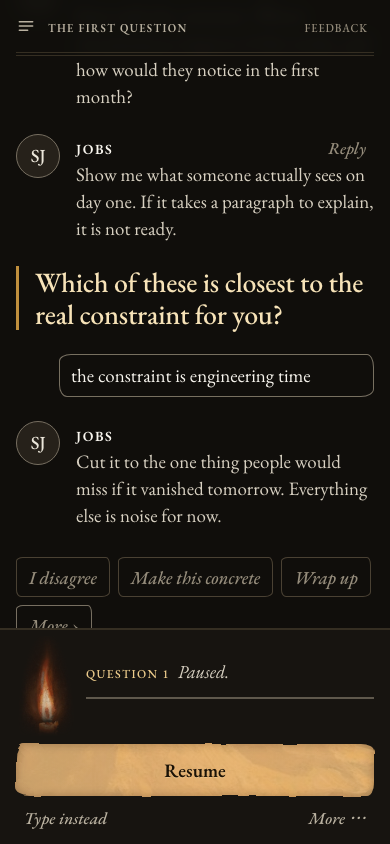 THE FIRST QUESTION
FEEDBACK
how would they notice in the first
month?
SJ
JOBS
Reply
Show me what someone actually sees on
day one. If it takes a paragraph to explain,
it is not ready.
Which of these is closest to the
real constraint for you?
the constraint is engineering time
SJ
JOBS
Cut it to the one thing people would
miss if it vanished tomorrow. Everything
else is noise for now.
I disagree
Make this concrete
Wrap up
More ›
QUESTION 1 Paused.
Resume
Type instead
More ···